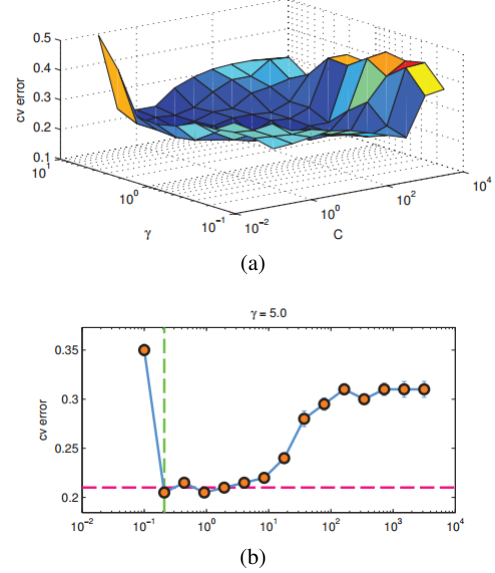 0.5
0.4
0.3
0.2
0.1
cv error
10¹
10⁰
10⁻¹
γ
10⁻²
10⁰
10²
10⁴
C
(a)
γ = 5.0
0.35
0.3
0.25
0.2
cv error
10⁻² 10⁻¹ 10⁰ 10¹ 10² 10³ 10⁴
C
(b)